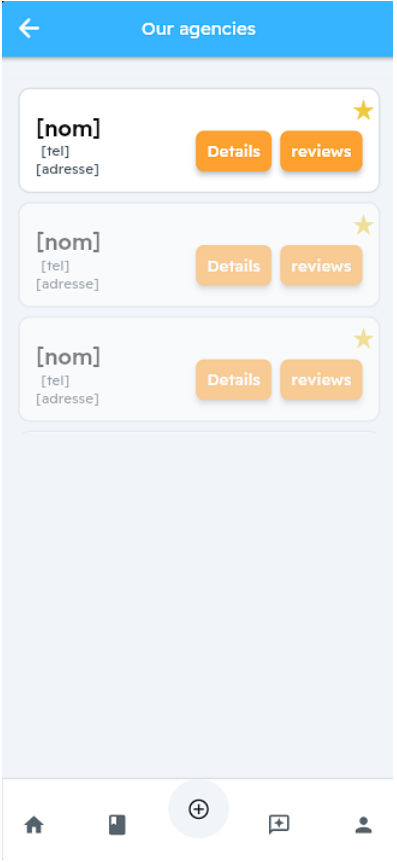 Our agencies
[nom]
[tel]
[adresse]
Details
reviews
[nom]
[tel]
[adresse]
Details
reviews
[nom]
[tel]
[adresse]
Details
reviews